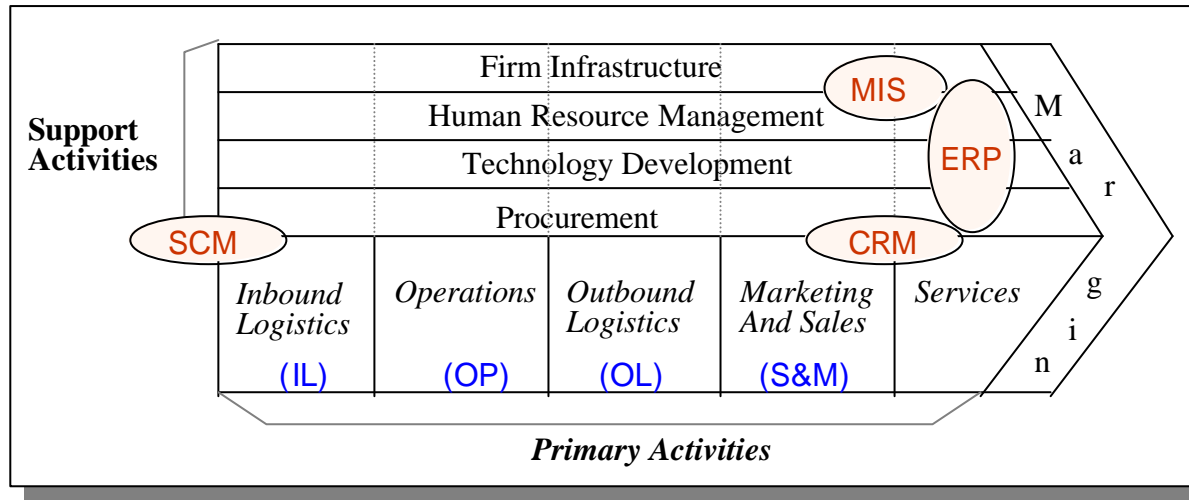 Firm Infrastructure
MIS
Human Resource Management
Support
Activities
Technology Development
ERP
Procurement
SCM
CRM
Margin
Inbound
Logistics
(IL)
Operations
(OP)
Outbound
Logistics
(OL)
Marketing
And Sales
(S&M)
Services
Primary Activities